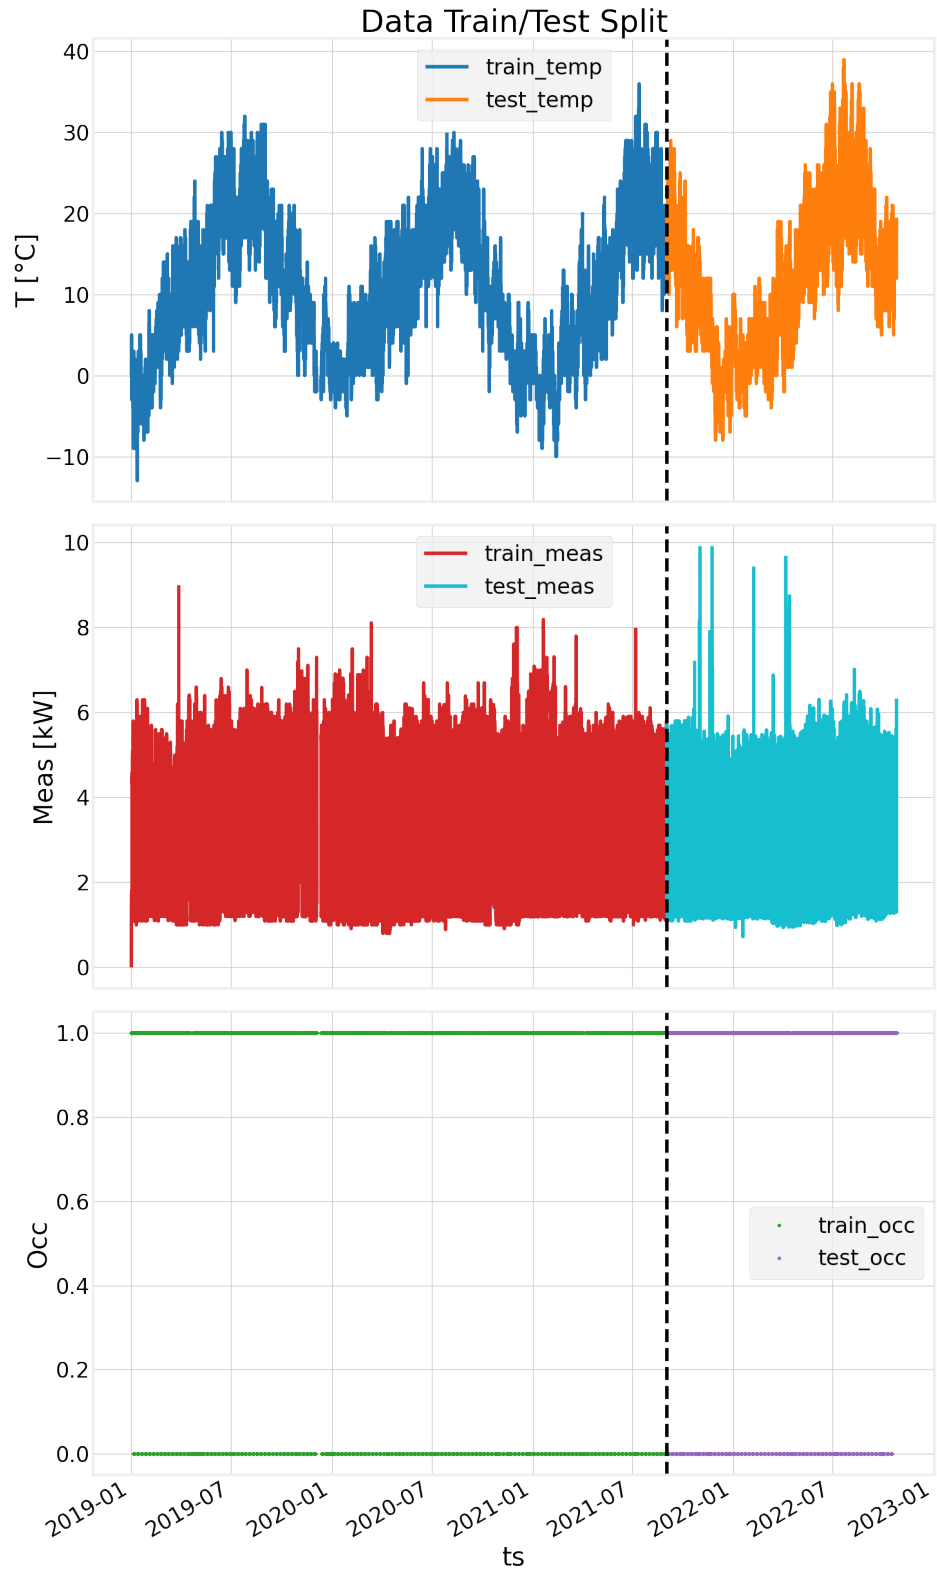 Data Train/Test Split
40
30
20
10
0
−10
T [°C]
train_temp
test_temp
10
8
6
4
2
0
Meas [kW]
train_meas
test_meas
1.0
0.8
0.6
0.4
0.2
0.0
Occ
train_occ
test_occ
2019-01
2019-07
2020-01
2020-07
2021-01
2021-07
2022-01
2022-07
2023-01
ts